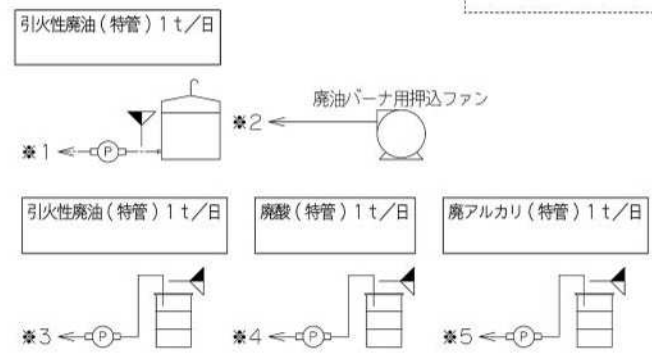 引火性廃油(特管)1t/日
廃油バーナ用押込ファン
※2
※1
P
引火性廃油(特管)1t/日
廃酸(特管)1t/日
廃アルカリ(特管)1t/日
※3
P
※4
P
※5
P